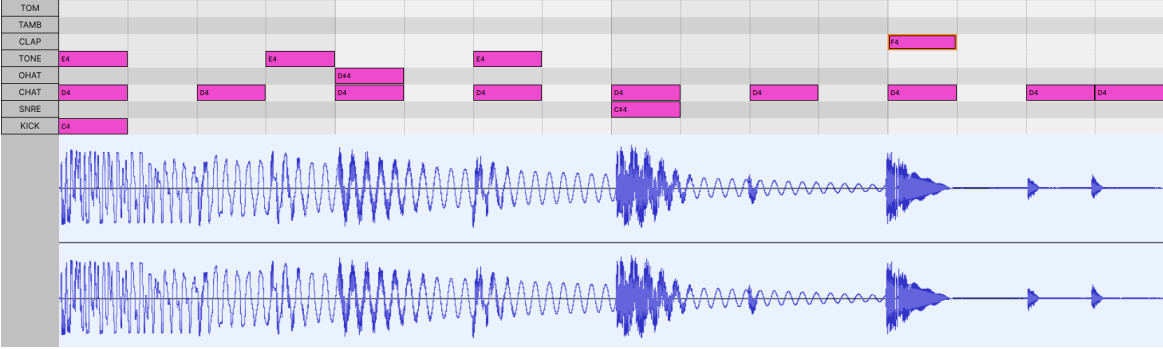 TOM
TAMB
CLAP F4
TONE E4 E4 E4
OHAT D#4
CHAT D4 D4 D4 D4 D4 D4 D4 D4 D4
SNRE C#4
KICK C4